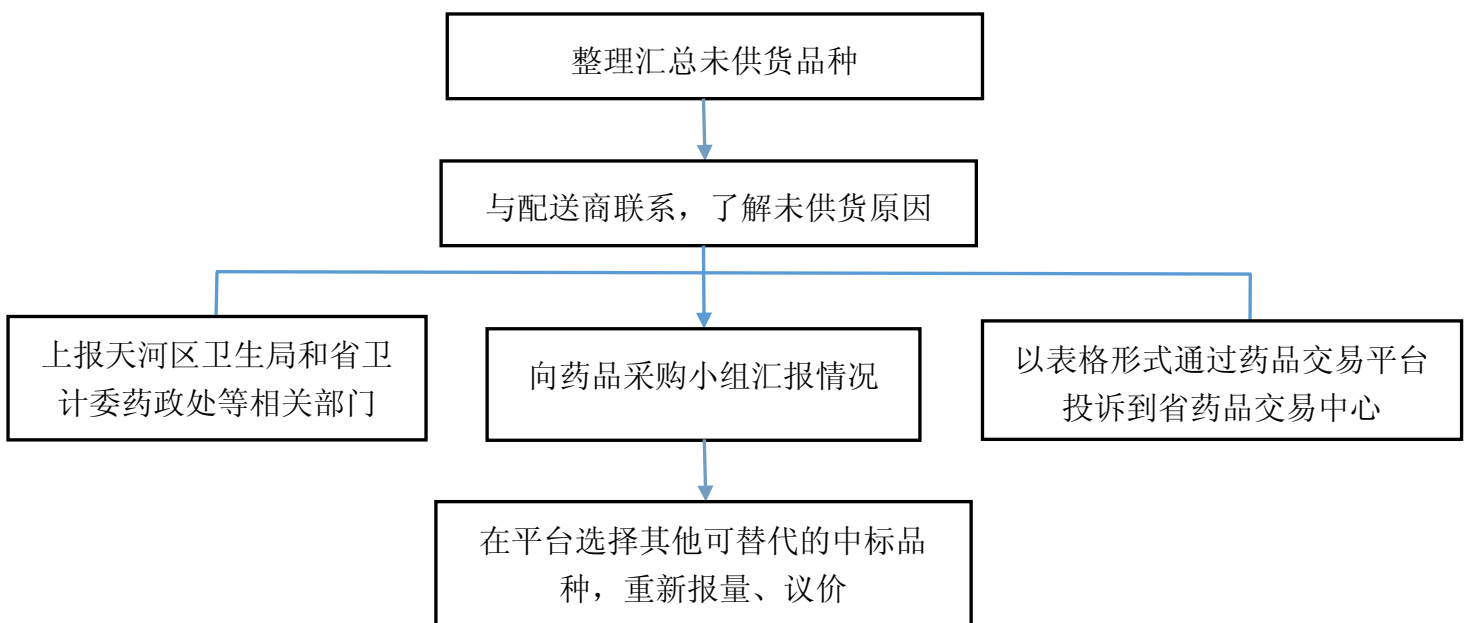 整理汇总未供货品种
与配送商联系，了解未供货原因
上报天河区卫生局和省卫
计委药政处等相关部门
向药品采购小组汇报情况
以表格形式通过药品交易平台
投诉到省药品交易中心
在平台选择其他可替代的中标品
种，重新报量、议价